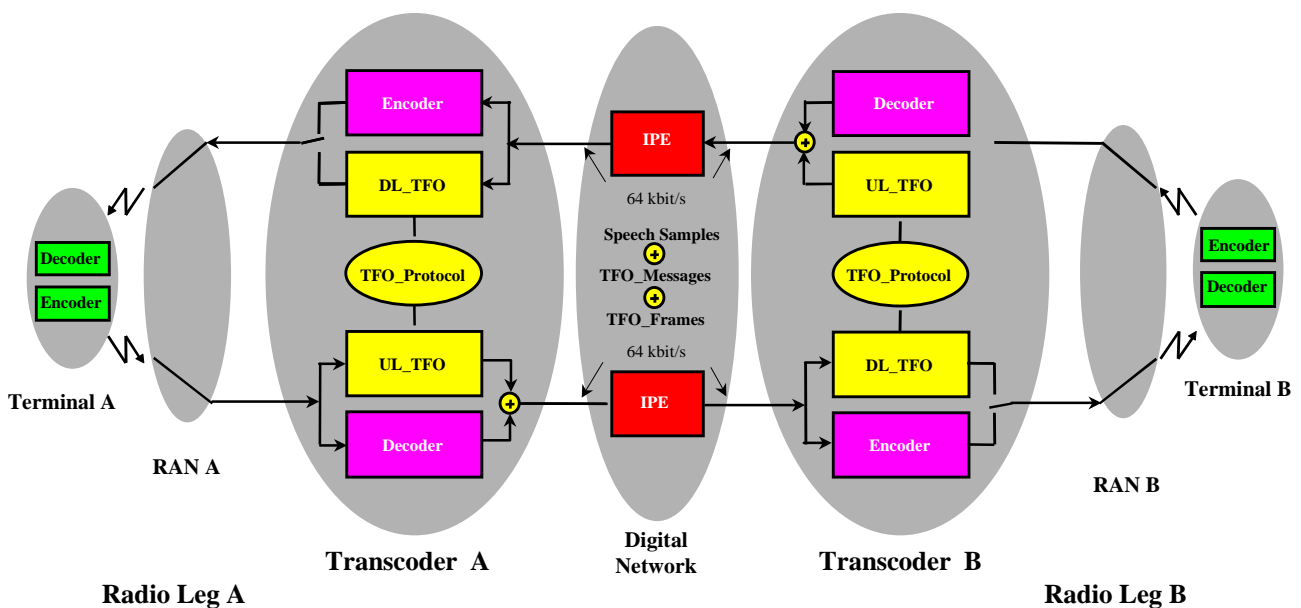 Encoder
IPE
Decoder
DL_TFO
UL_TFO
64 kbit/s
Decoder
Encoder
TFO_Protocol
Speech Samples
+
TFO_Messages
+
TFO_Frames
TFO_Protocol
Encoder
Decoder
+
64 kbit/s
UL_TFO
DL_TFO
Terminal A
Terminal B
+
IPE
Decoder
Encoder
RAN A
RAN B
Transcoder A
Digital
Network
Transcoder B
Radio Leg A
Radio Leg B